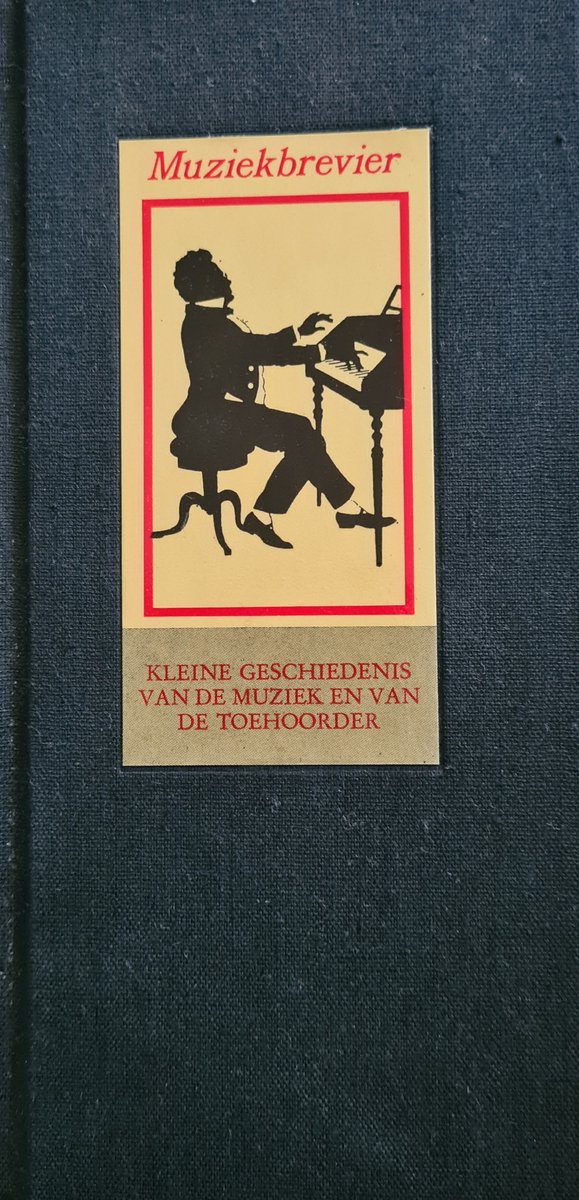 Muziekbrevier
KLEINE GESCHIEDENIS
VAN DE MUZIEK EN VAN
DE TOEHOORDER